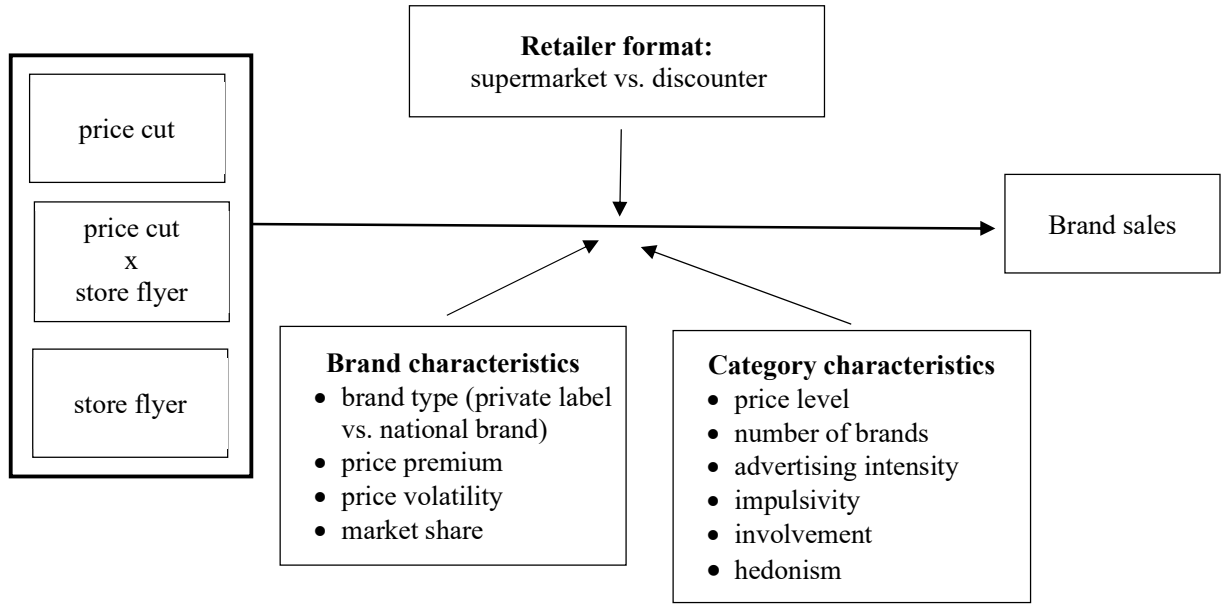 Retailer format:
supermarket vs. discounter
price cut
price cut
x
store flyer
store flyer
Brand sales
Brand characteristics
• brand type (private label
vs. national brand)
• price premium
• price volatility
• market share
Category characteristics
• price level
• number of brands
• advertising intensity
• impulsivity
• involvement
• hedonism